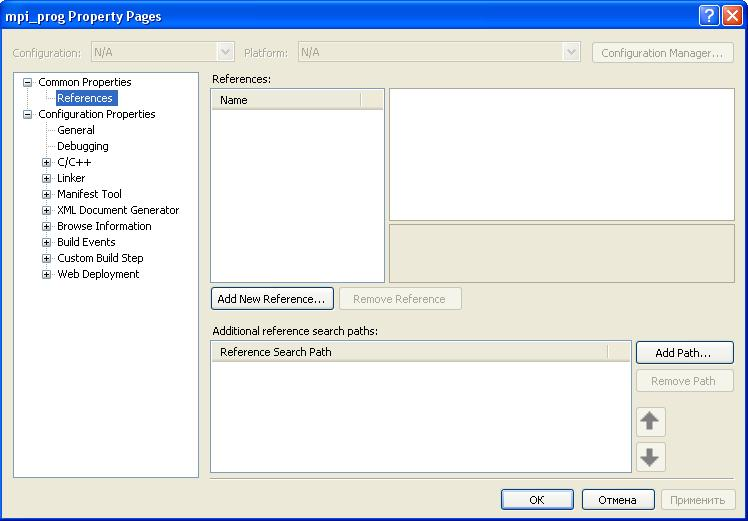 mpi_prog Property Pages
Configuration: N/A Platform: N/A Configuration Manager...
Common Properties
References
Configuration Properties
General
Debugging
C/C++
Linker
Manifest Tool
XML Document Generator
Browse Information
Build Events
Custom Build Step
Web Deployment
References:
Name
Add New Reference... Remove Reference
Additional reference search paths:
Reference Search Path
Add Path...
Remove Path
OK Отмена Применить